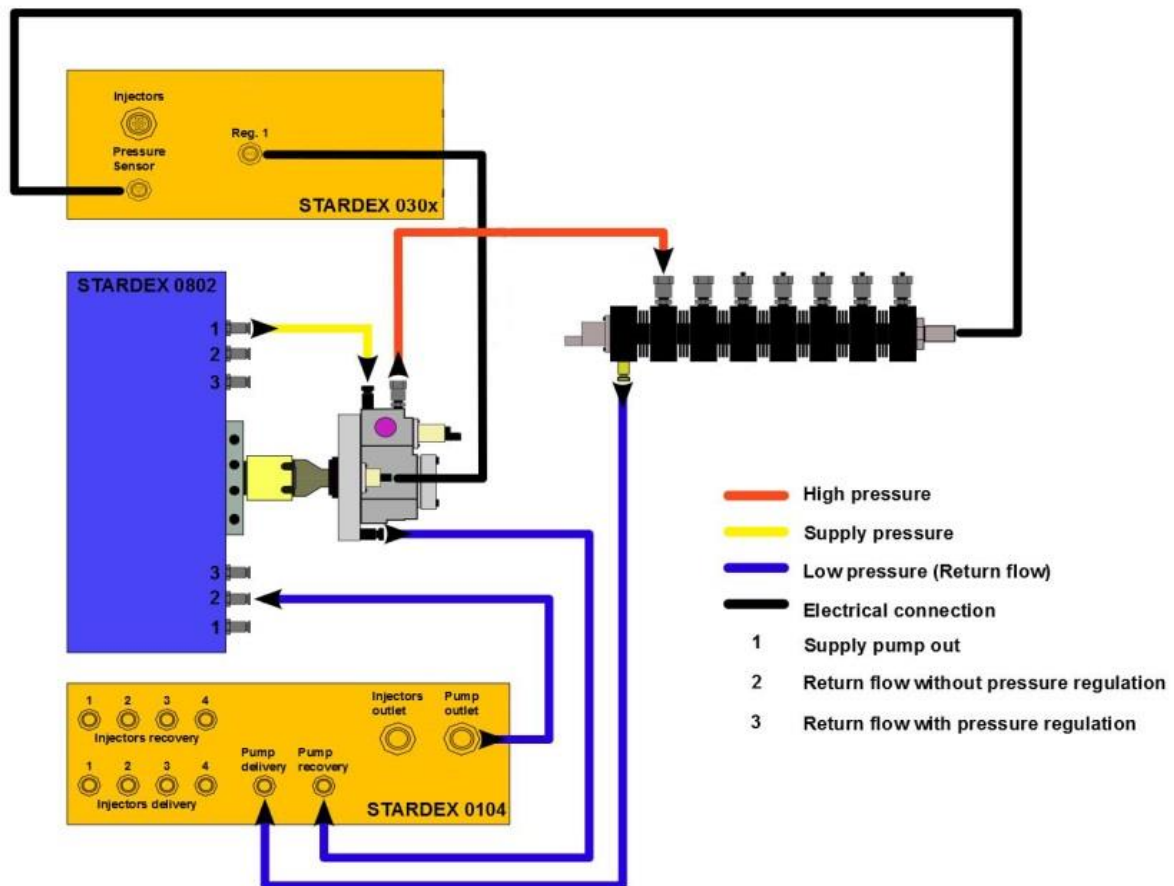 Injectors
Reg. 1
Pressure
Sensor
STARDEX 030x
STARDEX 0802
1
2
3
3
2
1
High pressure
Supply pressure
Low pressure (Return flow)
Electrical connection
1 Supply pump out
2 Return flow without pressure regulation
3 Return flow with pressure regulation
1 2 3 4
Injectors recovery
1 2 3 4
Injectors delivery
Pump
delivery
Pump
recovery
Injectors
outlet
Pump
outlet
STARDEX 0104